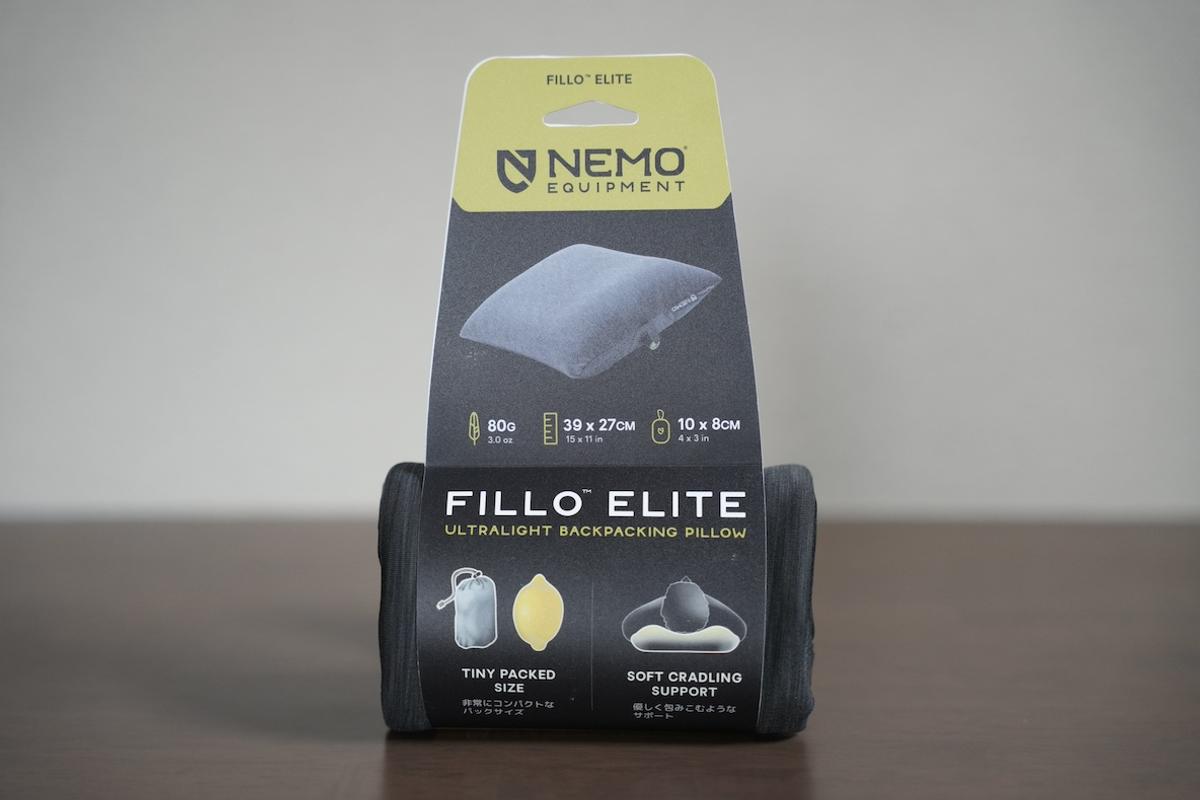 FILLO™ ELITE
NEMO®
EQUIPMENT
80G
3.0 oz
39 x 27CM
15 x 11 in
10 x 8CM
4 x 3 in
FILLO™ ELITE
ULTRALIGHT BACKPACKING PILLOW
TINY PACKED
SIZE
非常にコンパクトな
パックサイズ
SOFT CRADLING
SUPPORT
優しく包みこむような
サポート